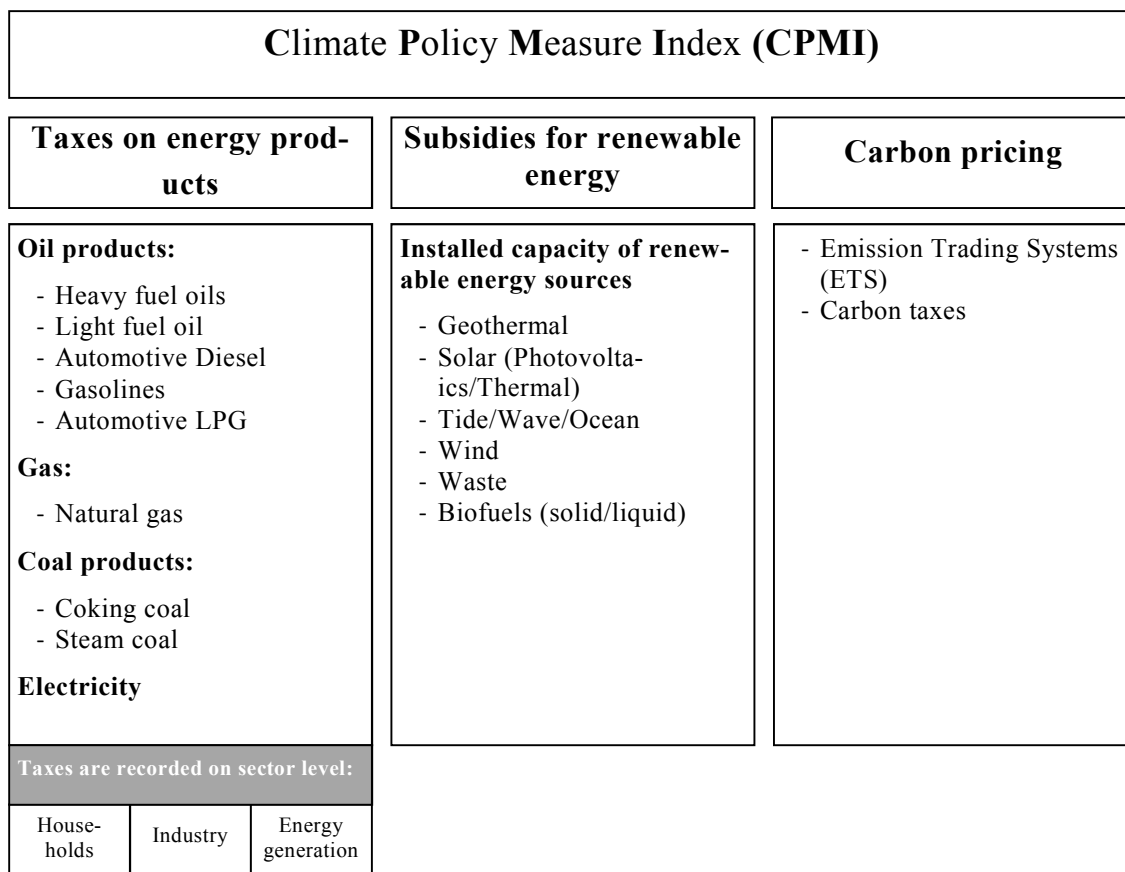 Climate Policy Measure Index (CPMI)
Taxes on energy prod-
ucts
Subsidies for renewable
energy
Carbon pricing
Oil products:
- Heavy fuel oils
- Light fuel oil
- Automotive Diesel
- Gasolines
- Automotive LPG
Gas:
- Natural gas
Coal products:
- Coking coal
- Steam coal
Electricity
Taxes are recorded on sector level:
House-
holds
Industry
Energy
generation
Installed capacity of renew-
able energy sources
- Geothermal
- Solar (Photovolta-
ics/Thermal)
- Tide/Wave/Ocean
- Wind
- Waste
- Biofuels (solid/liquid)
- Emission Trading Systems
(ETS)
- Carbon taxes